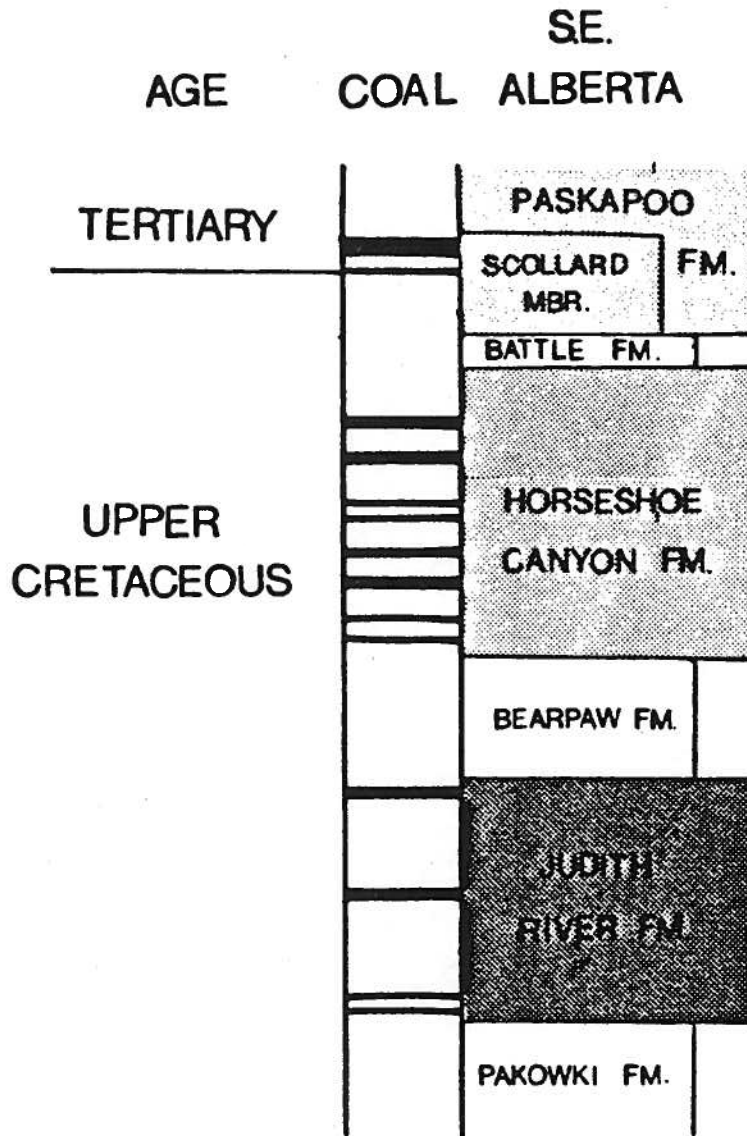 S.E.
AGE COAL ALBERTA
PASKAPOO
TERTIARY
SCOLLARD FM.
MBR.
BATTLE FM.
HORSESHOE
UPPER
CANYON FM.
CRETACEOUS
BEARPAW FM.
JUDITH
RIVER FM.
PAKOWKI FM.